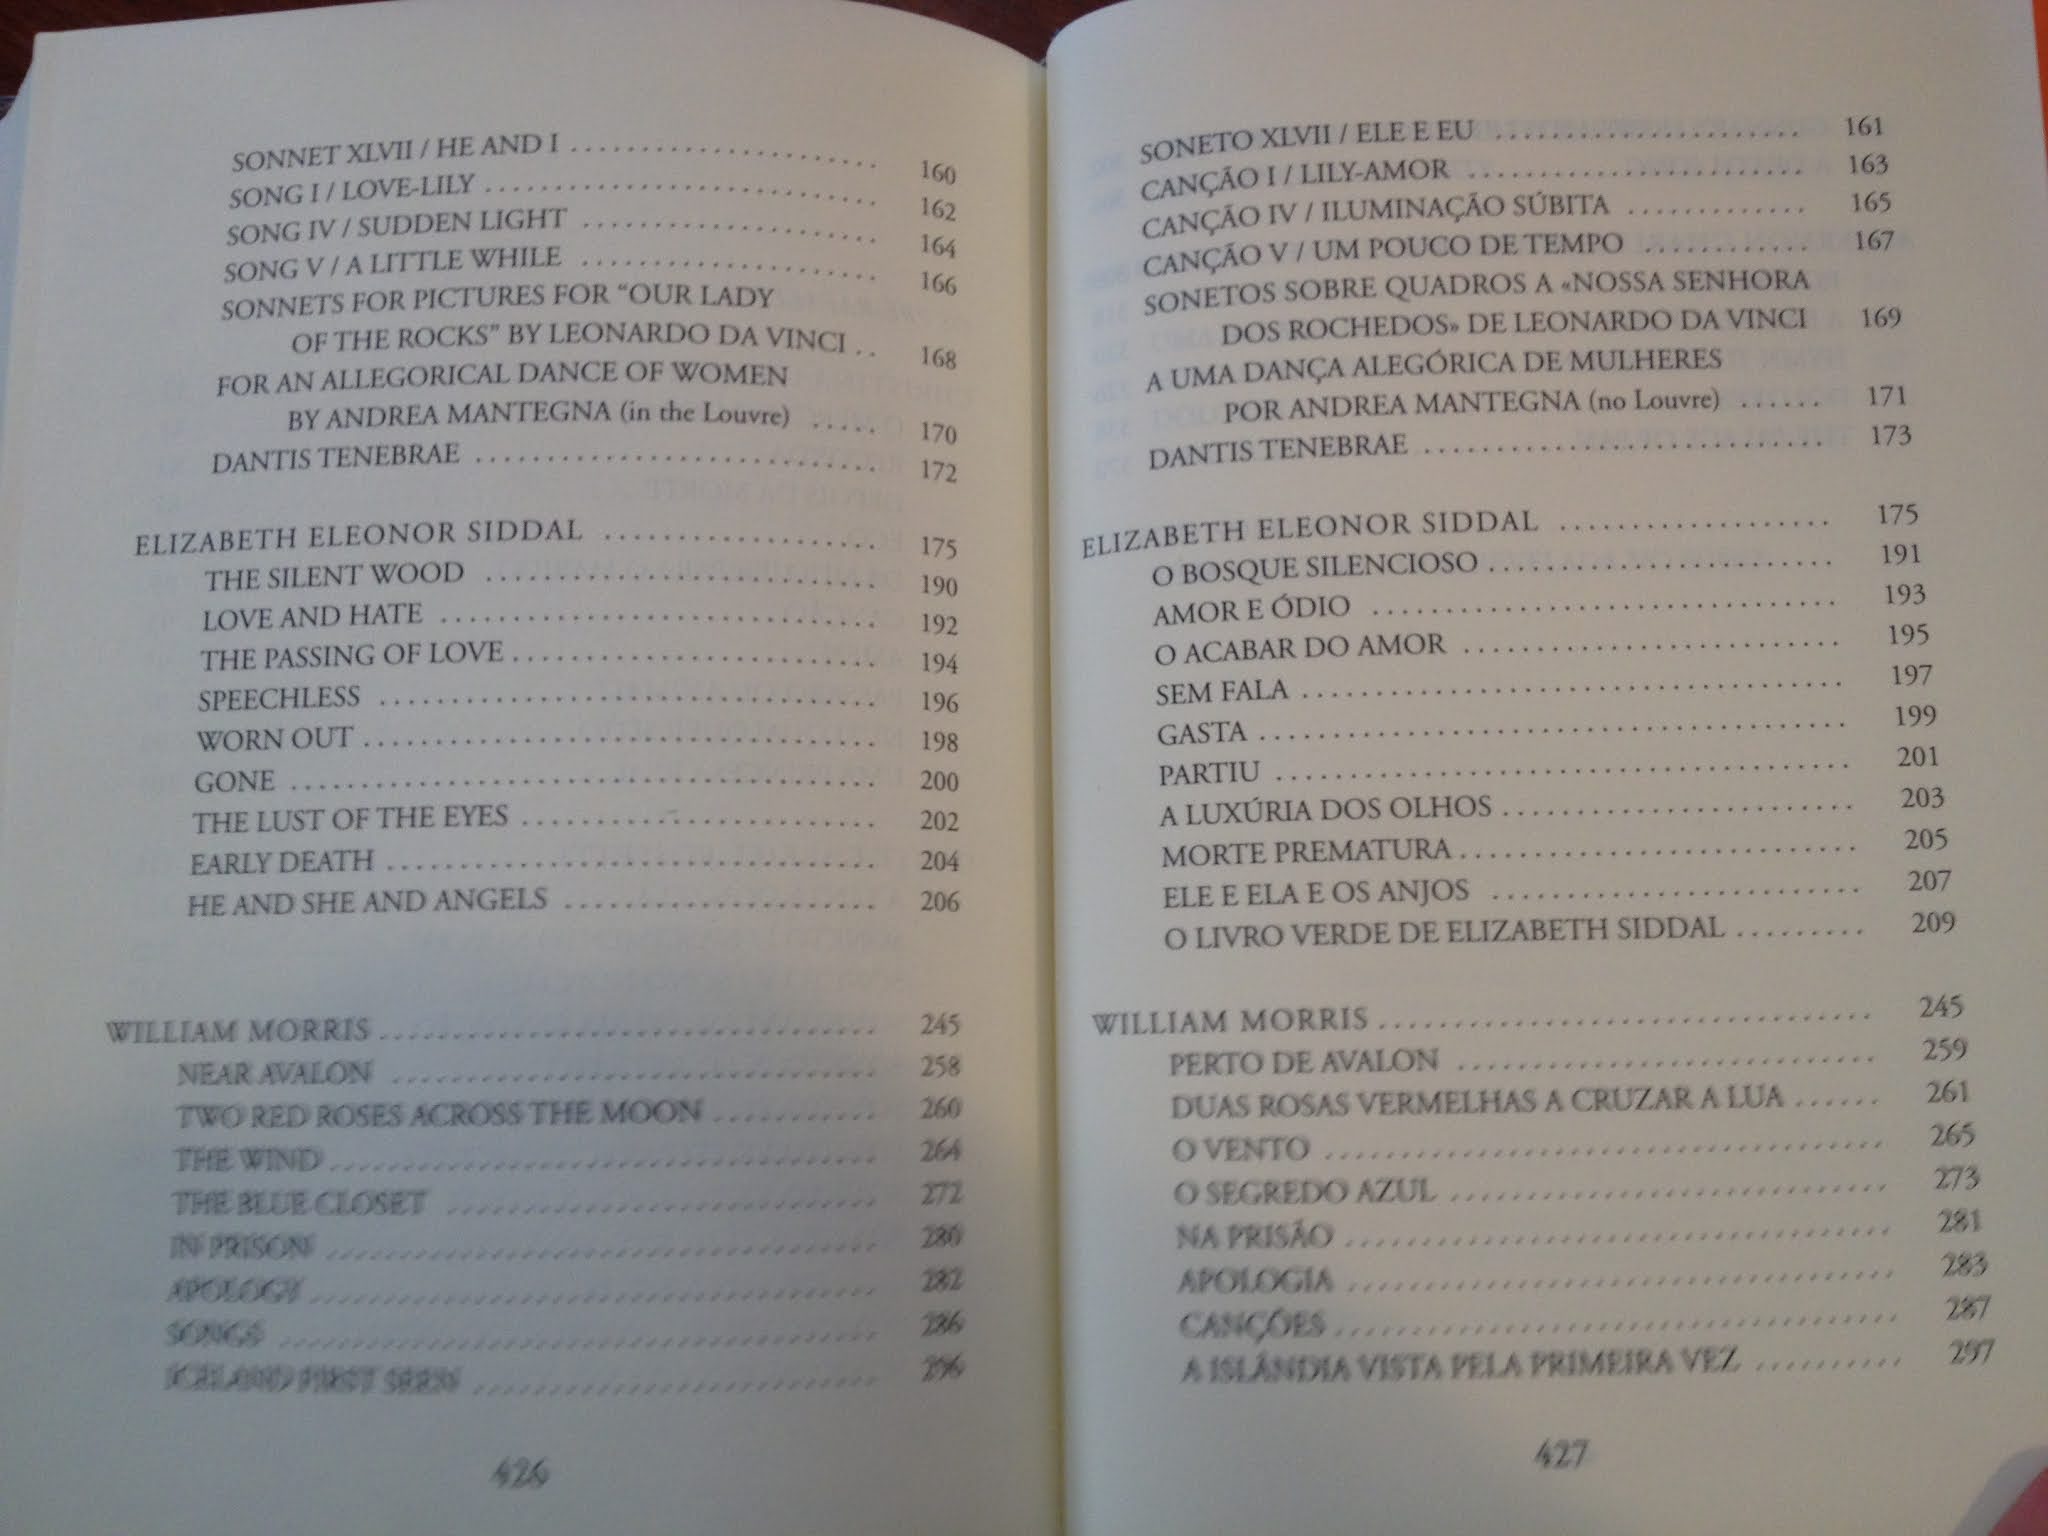 SONNET XLVII / HE AND I . . . . . . . . . . . . . . . . . . . . . 160
SONG I / LOVE-LILY . . . . . . . . . . . . . . . . . . . . . . . . . . 162
SONG IV / SUDDEN LIGHT . . . . . . . . . . . . . . . . . . . . 164
SONG V / A LITTLE WHILE . . . . . . . . . . . . . . . . . . . . 166
SONNETS FOR PICTURES FOR “OUR LADY
OF THE ROCKS” BY LEONARDO DA VINCI . . 168
FOR AN ALLEGORICAL DANCE OF WOMEN
BY ANDREA MANTEGNA (in the Louvre) . . . . . 170
DANTIS TENEBRAE . . . . . . . . . . . . . . . . . . . . . . . . . . . 172
ELIZABETH ELEONOR SIDDAL . . . . . . . . . . . . . . . . . . . 175
THE SILENT WOOD . . . . . . . . . . . . . . . . . . . . . . . . . . 190
LOVE AND HATE . . . . . . . . . . . . . . . . . . . . . . . . . . . . . 192
THE PASSING OF LOVE . . . . . . . . . . . . . . . . . . . . . . . . 194
SPEECHLESS . . . . . . . . . . . . . . . . . . . . . . . . . . . . . . . . . 196
WORN OUT . . . . . . . . . . . . . . . . . . . . . . . . . . . . . . . . . . 198
GONE . . . . . . . . . . . . . . . . . . . . . . . . . . . . . . . . . . . . . . . 200
THE LUST OF THE EYES . . . . . . . . . . . . . . . . . . . . . . . . 202
EARLY DEATH . . . . . . . . . . . . . . . . . . . . . . . . . . . . . . . . 204
HE AND SHE AND ANGELS . . . . . . . . . . . . . . . . . . . . . 206
WILLIAM MORRIS . . . . . . . . . . . . . . . . . . . . . . . . . . . . . . . . 245
NEAR AVALON . . . . . . . . . . . . . . . . . . . . . . . . . . . . . . . 258
TWO RED ROSES ACROSS THE MOON . . . . . . . . . . . 260
THE WIND . . . . . . . . . . . . . . . . . . . . . . . . . . . . . . . . . . . 264
THE BLUE CLOSET . . . . . . . . . . . . . . . . . . . . . . . . . . . . 272
IN PRISON . . . . . . . . . . . . . . . . . . . . . . . . . . . . . . . . . . . 280
APOLOGY . . . . . . . . . . . . . . . . . . . . . . . . . . . . . . . . . . . . 282
SONGS . . . . . . . . . . . . . . . . . . . . . . . . . . . . . . . . . . . . . . 286
ICELAND FIRST SEEN . . . . . . . . . . . . . . . . . . . . . . . . . . 296
426
SONETO XLVII / ELE E EU . . . . . . . . . . . . . . . . . . . . . 161
CANÇÃO I / LILY-AMOR . . . . . . . . . . . . . . . . . . . . . . . 163
CANÇÃO IV / ILUMINAÇÃO SÚBITA . . . . . . . . . . . . . 165
CANÇÃO V / UM POUCO DE TEMPO . . . . . . . . . . . . 167
SONETOS SOBRE QUADROS A «NOSSA SENHORA
DOS ROCHEDOS» DE LEONARDO DA VINCI 169
A UMA DANÇA ALEGÓRICA DE MULHERES
POR ANDREA MANTEGNA (no Louvre) . . . . . . 171
DANTIS TENEBRAE . . . . . . . . . . . . . . . . . . . . . . . . . . . . 173
ELIZABETH ELEONOR SIDDAL . . . . . . . . . . . . . . . . . . . 175
O BOSQUE SILENCIOSO . . . . . . . . . . . . . . . . . . . . . . . . 191
AMOR E ÓDIO . . . . . . . . . . . . . . . . . . . . . . . . . . . . . . . 193
O ACABAR DO AMOR . . . . . . . . . . . . . . . . . . . . . . . . . 195
SEM FALA . . . . . . . . . . . . . . . . . . . . . . . . . . . . . . . . . . . . 197
GASTA . . . . . . . . . . . . . . . . . . . . . . . . . . . . . . . . . . . . . . . 199
PARTIU . . . . . . . . . . . . . . . . . . . . . . . . . . . . . . . . . . . . . . 201
A LUXÚRIA DOS OLHOS . . . . . . . . . . . . . . . . . . . . . . . 203
MORTE PREMATURA . . . . . . . . . . . . . . . . . . . . . . . . . . 205
ELE E ELA E OS ANJOS . . . . . . . . . . . . . . . . . . . . . . . . 207
O LIVRO VERDE DE ELIZABETH SIDDAL . . . . . . . . . 209
WILLIAM MORRIS . . . . . . . . . . . . . . . . . . . . . . . . . . . . . . . . 245
PERTO DE AVALON . . . . . . . . . . . . . . . . . . . . . . . . . . . 259
DUAS ROSAS VERMELHAS A CRUZAR A LUA . . . . . . 261
O VENTO . . . . . . . . . . . . . . . . . . . . . . . . . . . . . . . . . . . . 265
O SEGREDO AZUL . . . . . . . . . . . . . . . . . . . . . . . . . . . . 273
NA PRISÃO . . . . . . . . . . . . . . . . . . . . . . . . . . . . . . . . . . . 281
APOLOGIA . . . . . . . . . . . . . . . . . . . . . . . . . . . . . . . . . . . 283
CANÇÕES . . . . . . . . . . . . . . . . . . . . . . . . . . . . . . . . . . . . 287
A ISLÂNDIA VISTA PELA PRIMEIRA VEZ . . . . . . . . . . 297
427